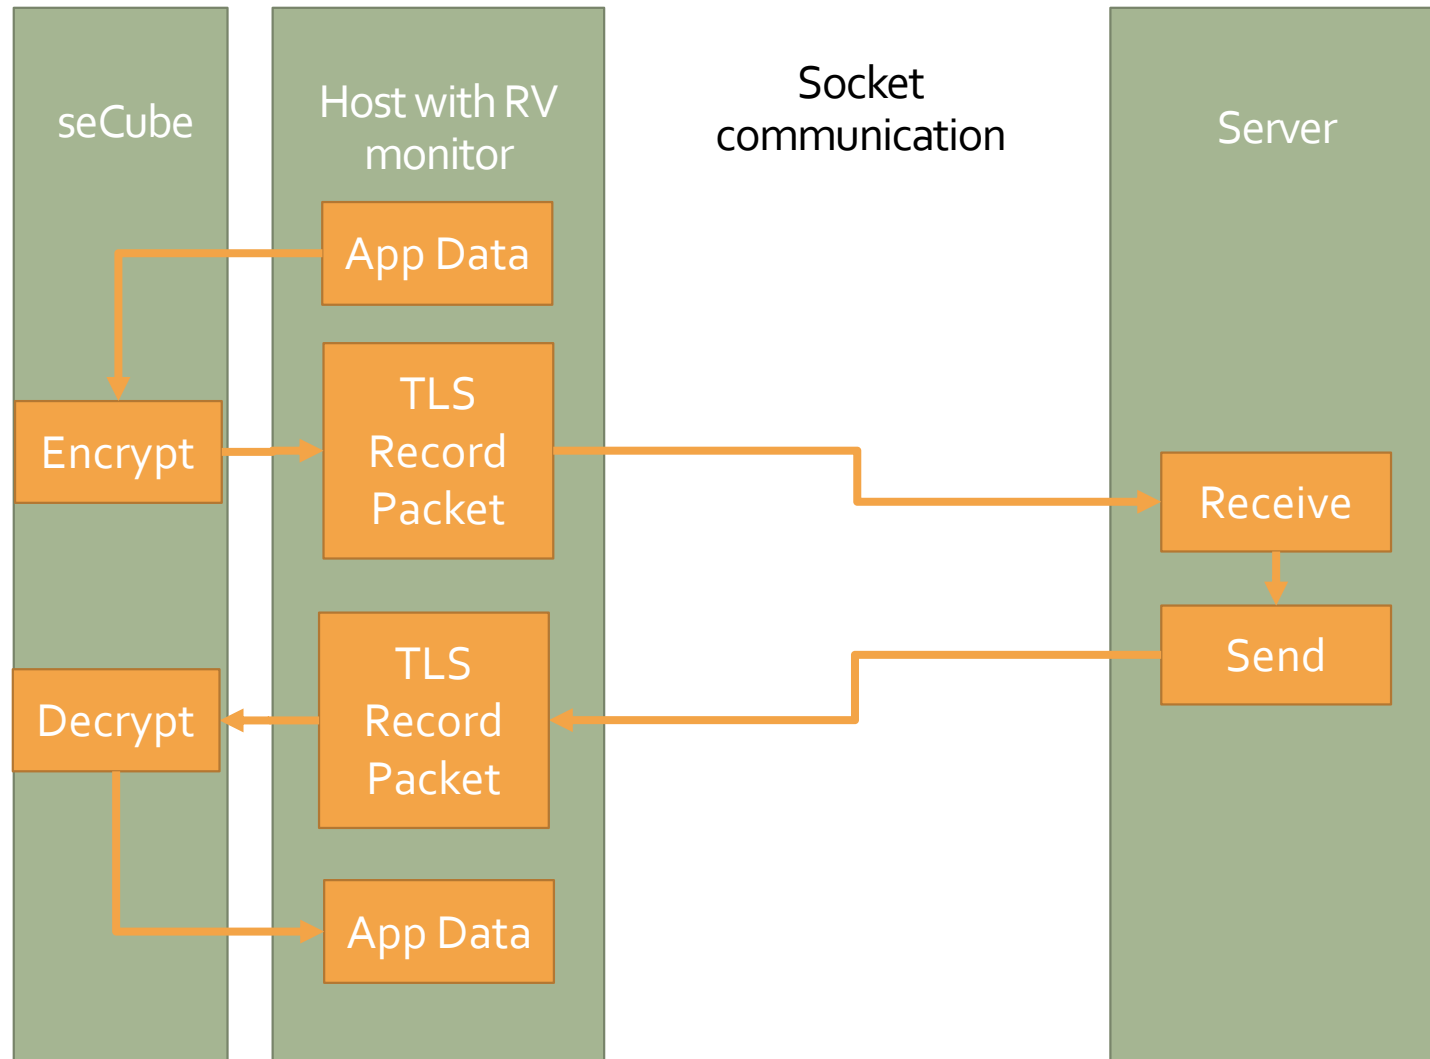 seCube
Host with RV
monitor
Socket
communication
Server
App Data
Encrypt
TLS
Record
Packet
Receive
Send
Decrypt
TLS
Record
Packet
App Data